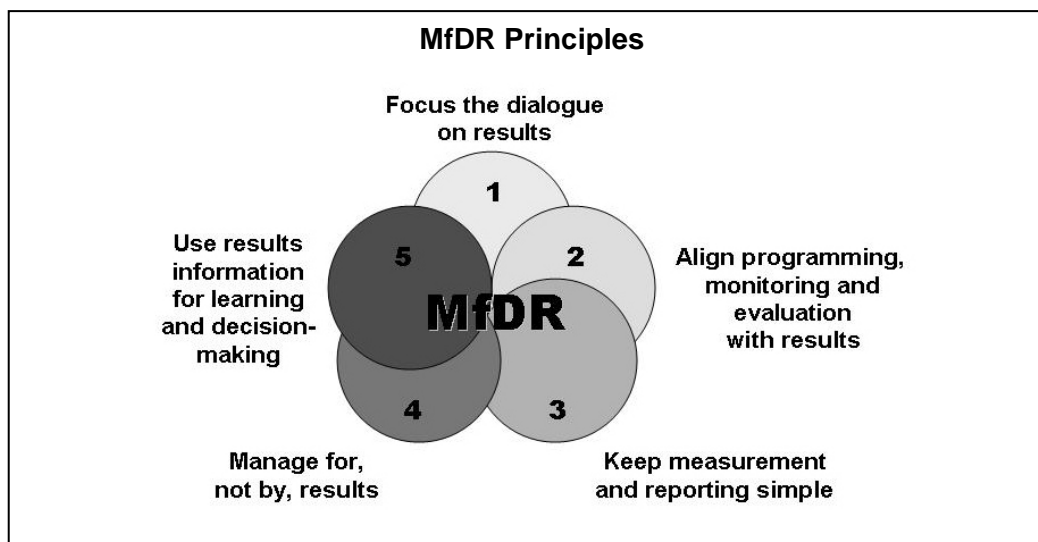 MfDR Principles
Focus the dialogue
on results
1
2
Align programming,
monitoring and
evaluation
with results
3
Keep measurement
and reporting simple
4
Manage for,
not by, results
5
Use results
information
for learning
and decision-
making
MfDR